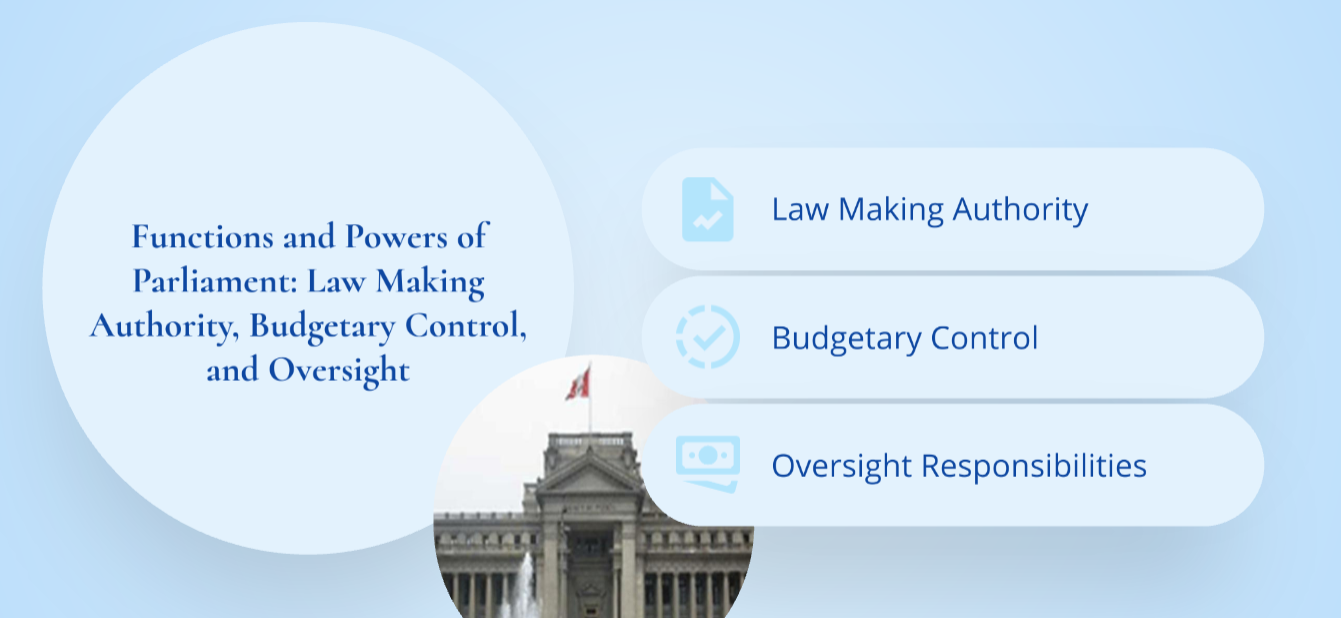 Functions and Powers of
Parliament: Law Making
Authority, Budgetary Control,
and Oversight
Law Making Authority
Budgetary Control
Oversight Responsibilities